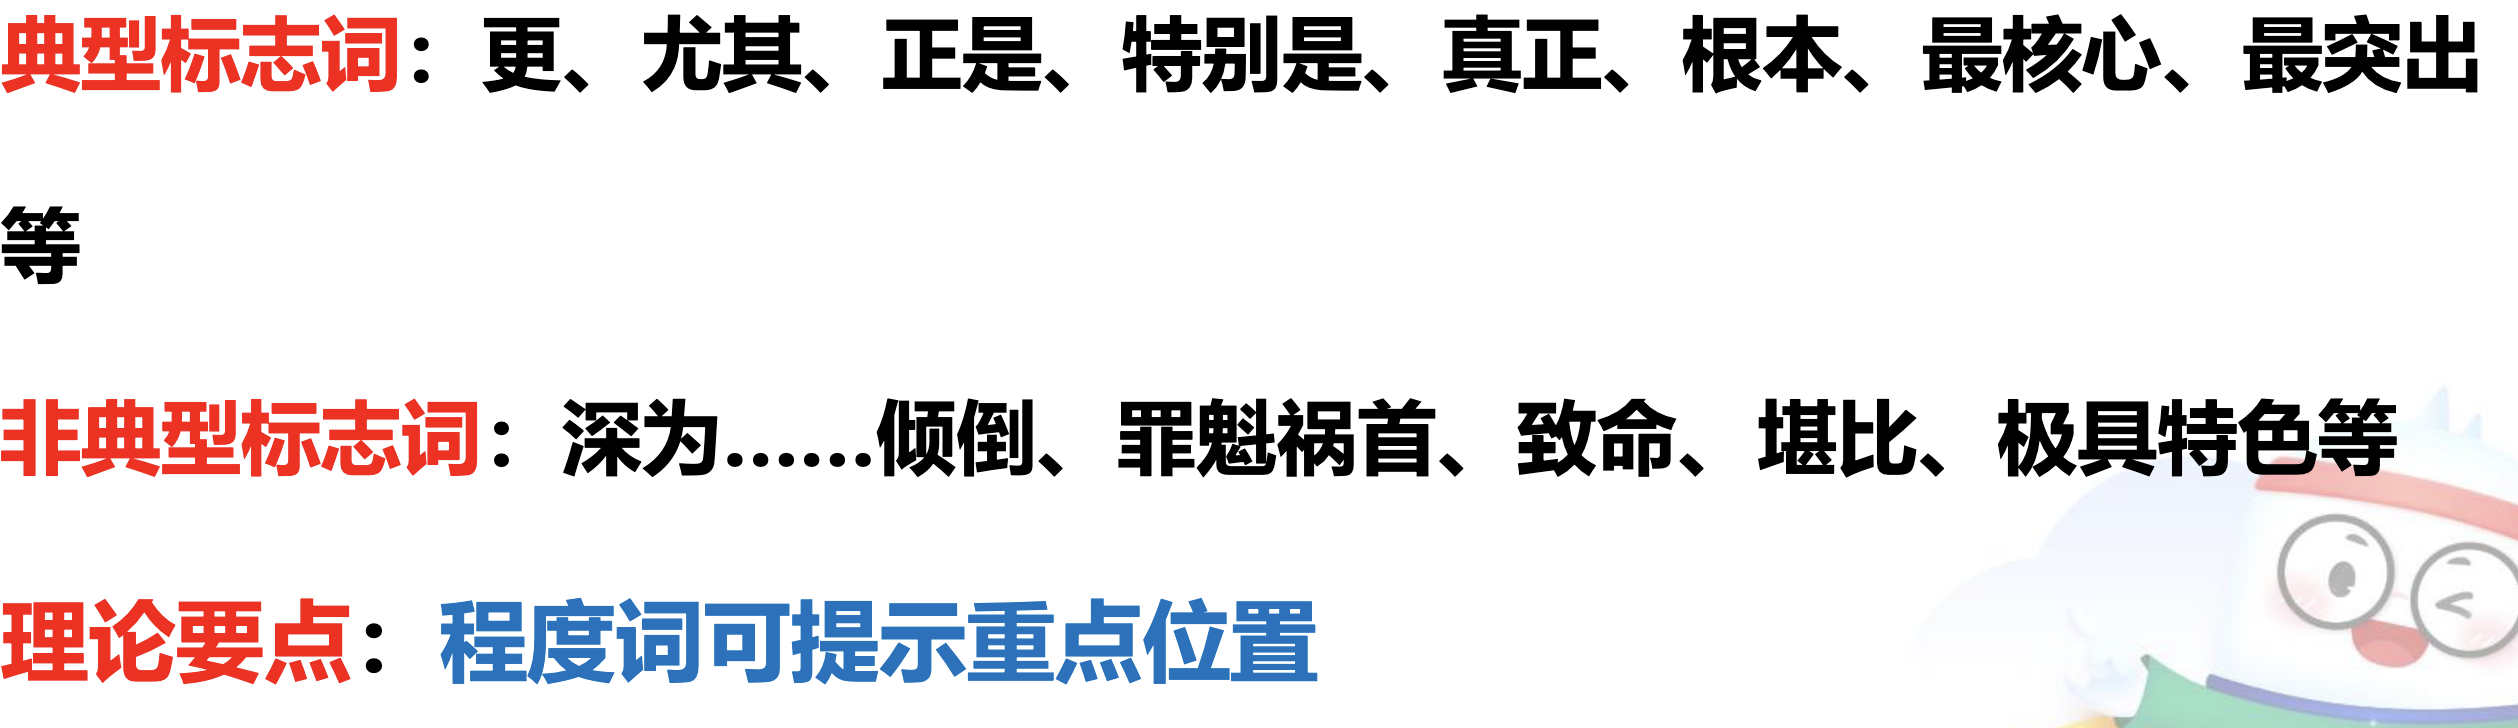 典型标志词：更、尤其、正是、特别是、真正、根本、最核心、最突出
等
非典型标志词：深为……倾倒、罪魁祸首、致命、堪比、极具特色等
理论要点：程度词可提示重点位置